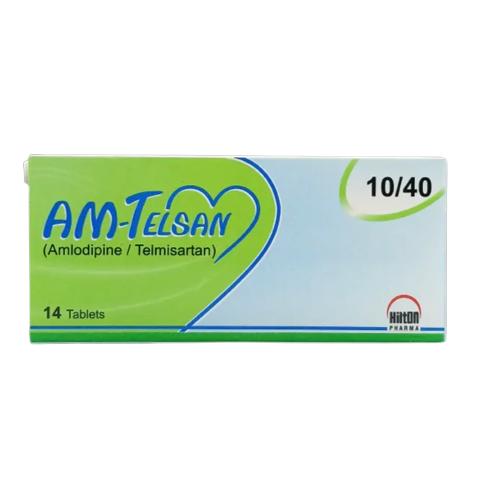 10/40
AM-TELSAN
(Amlodipine / Telmisartan)
14 Tablets
HiltON
PHARMA